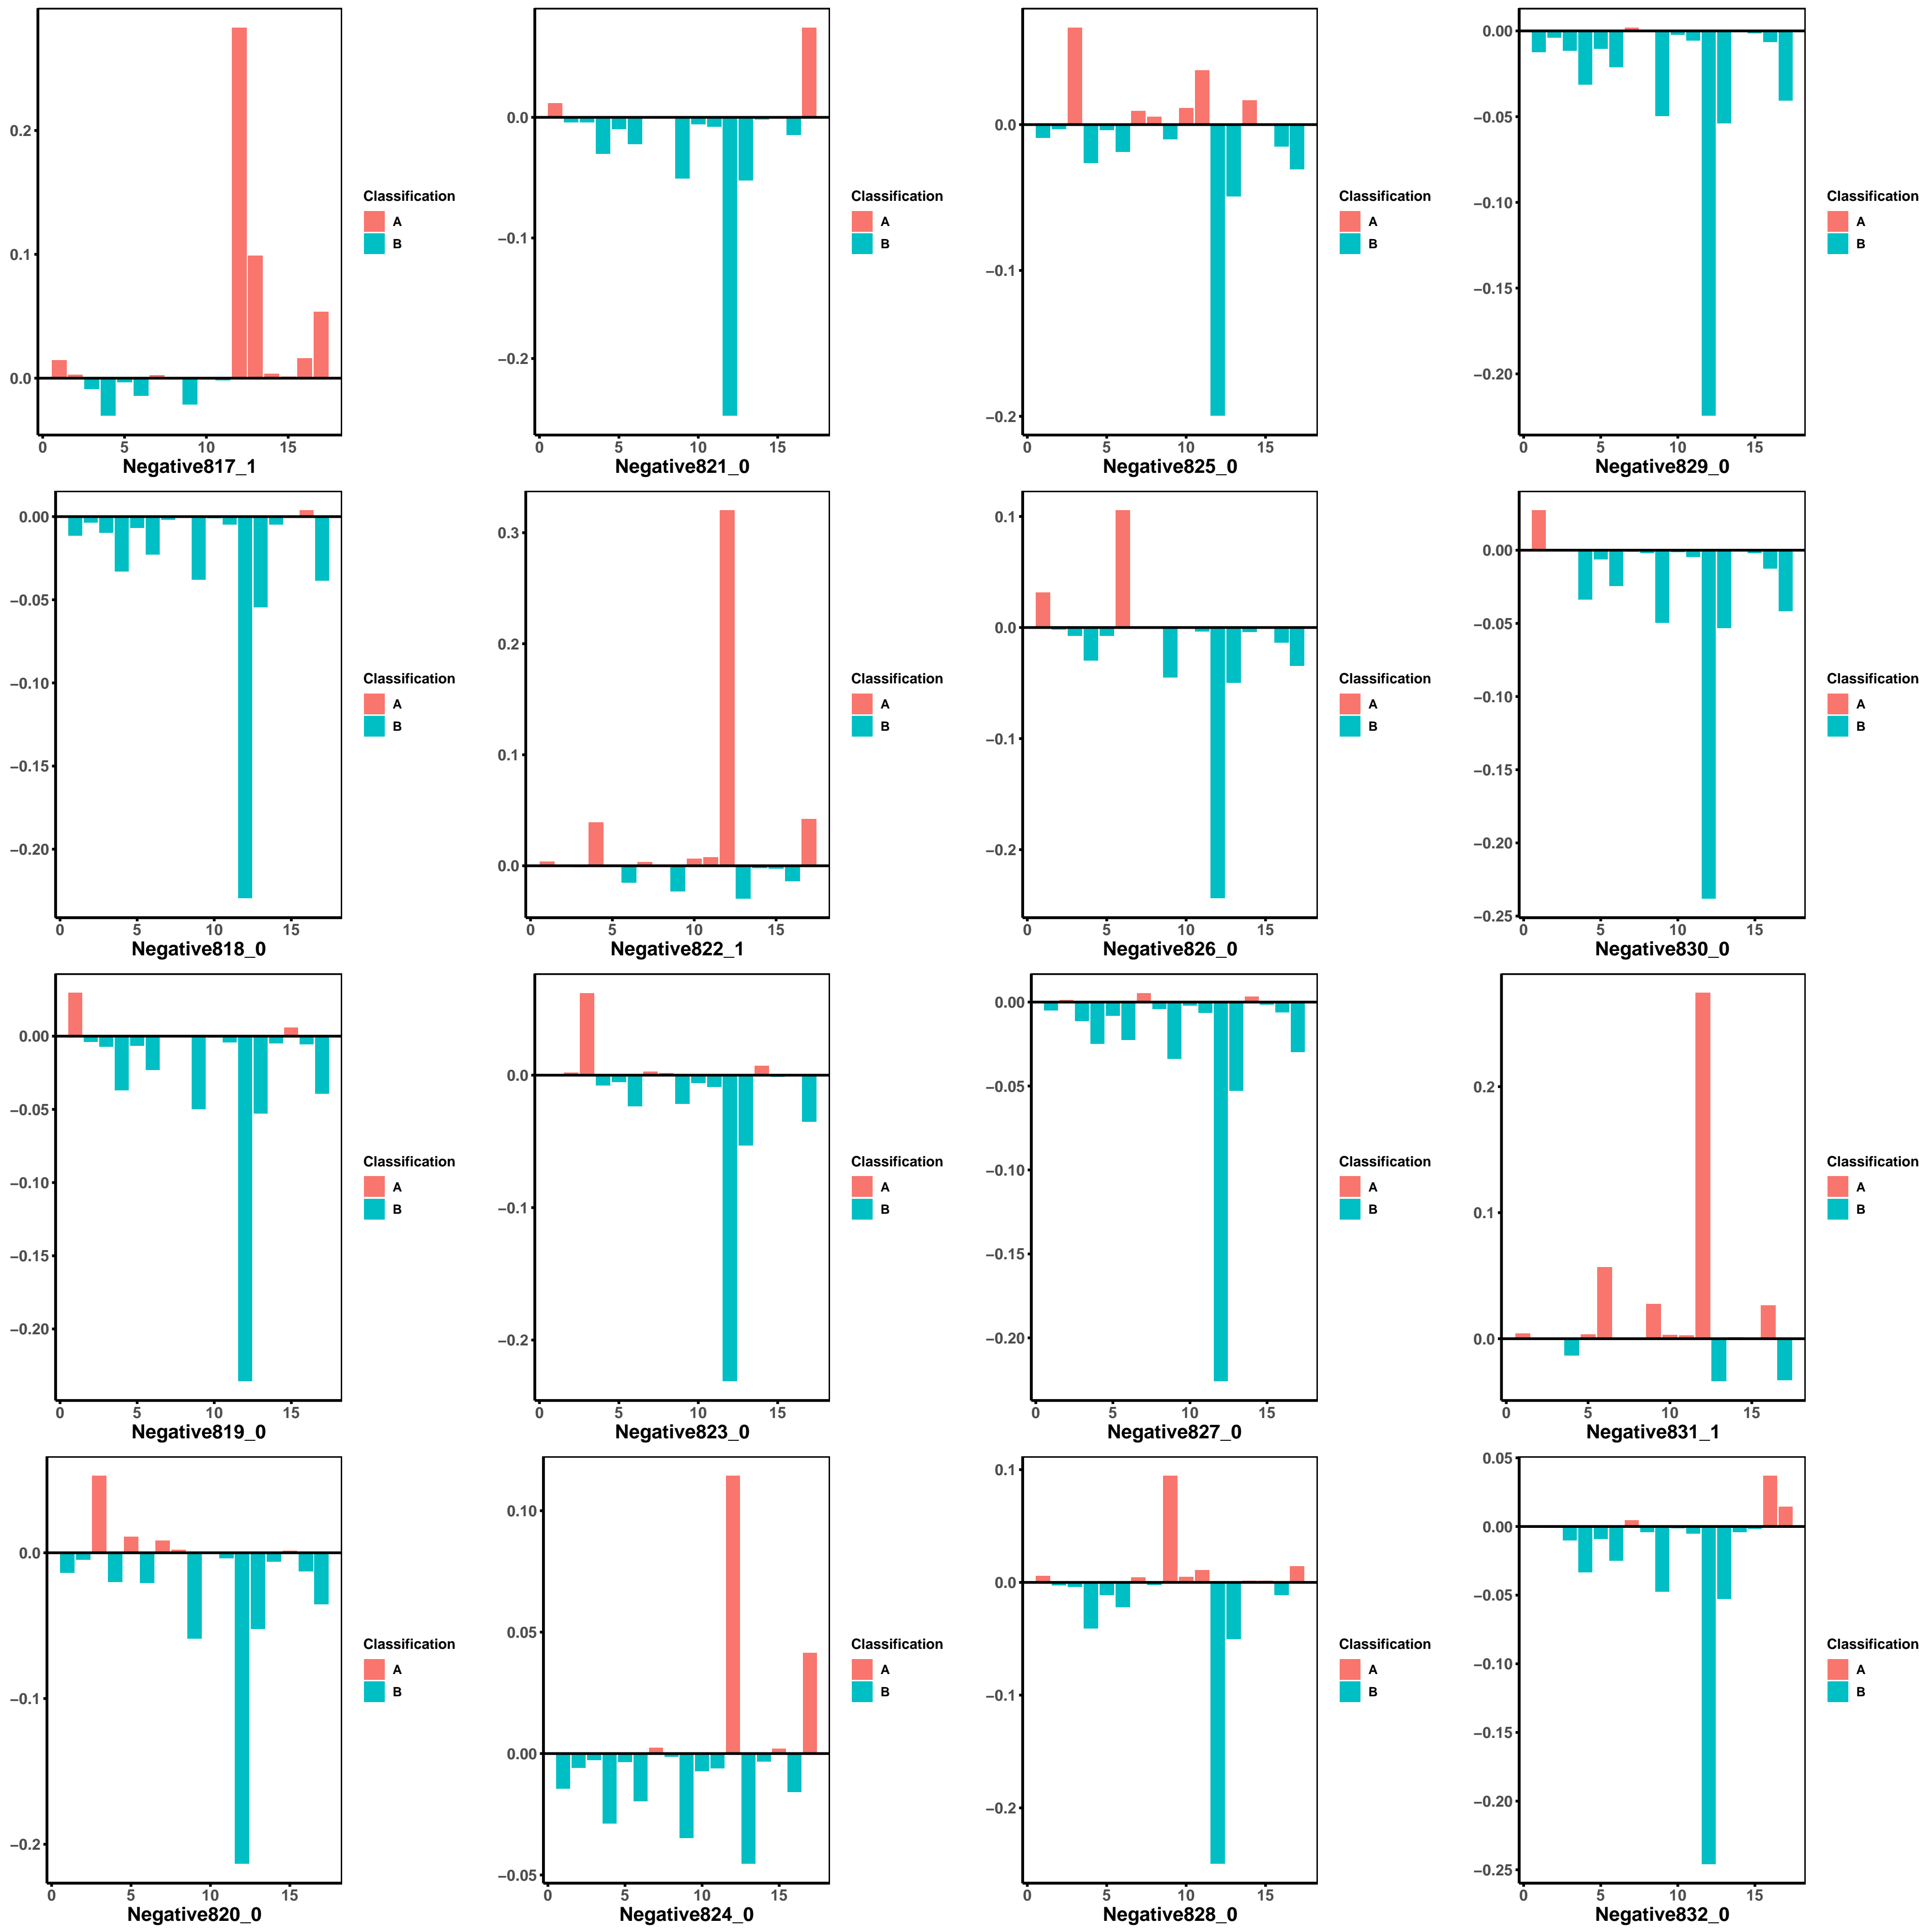 0.2
0.1
0.0
0 5 10 15
Negative817_1
Classification
A
B
0.0
−0.1
−0.2
0 5 10 15
Negative821_0
Classification
A
B
0.0
−0.1
−0.2
0 5 10 15
Negative825_0
Classification
A
B
0.00
−0.05
−0.10
−0.15
−0.20
0 5 10 15
Negative829_0
Classification
A
B
0.00
−0.05
−0.10
−0.15
−0.20
0 5 10 15
Negative818_0
Classification
A
B
0.3
0.2
0.1
0.0
0 5 10 15
Negative822_1
Classification
A
B
0.1
0.0
−0.1
−0.2
0 5 10 15
Negative826_0
Classification
A
B
0.00
−0.05
−0.10
−0.15
−0.20
−0.25
0 5 10 15
Negative830_0
Classification
A
B
0.00
−0.05
−0.10
−0.15
−0.20
0 5 10 15
Negative819_0
Classification
A
B
0.0
−0.1
−0.2
0 5 10 15
Negative823_0
Classification
A
B
0.00
−0.05
−0.10
−0.15
−0.20
0 5 10 15
Negative827_0
Classification
A
B
0.2
0.1
0.0
0 5 10 15
Negative831_1
Classification
A
B
0.0
−0.1
−0.2
0 5 10 15
Negative820_0
Classification
A
B
0.10
0.05
0.00
−0.05
0 5 10 15
Negative824_0
Classification
A
B
0.1
0.0
−0.1
−0.2
0 5 10 15
Negative828_0
Classification
A
B
0.05
0.00
−0.05
−0.10
−0.15
−0.20
−0.25
0 5 10 15
Negative832_0
Classification
A
B